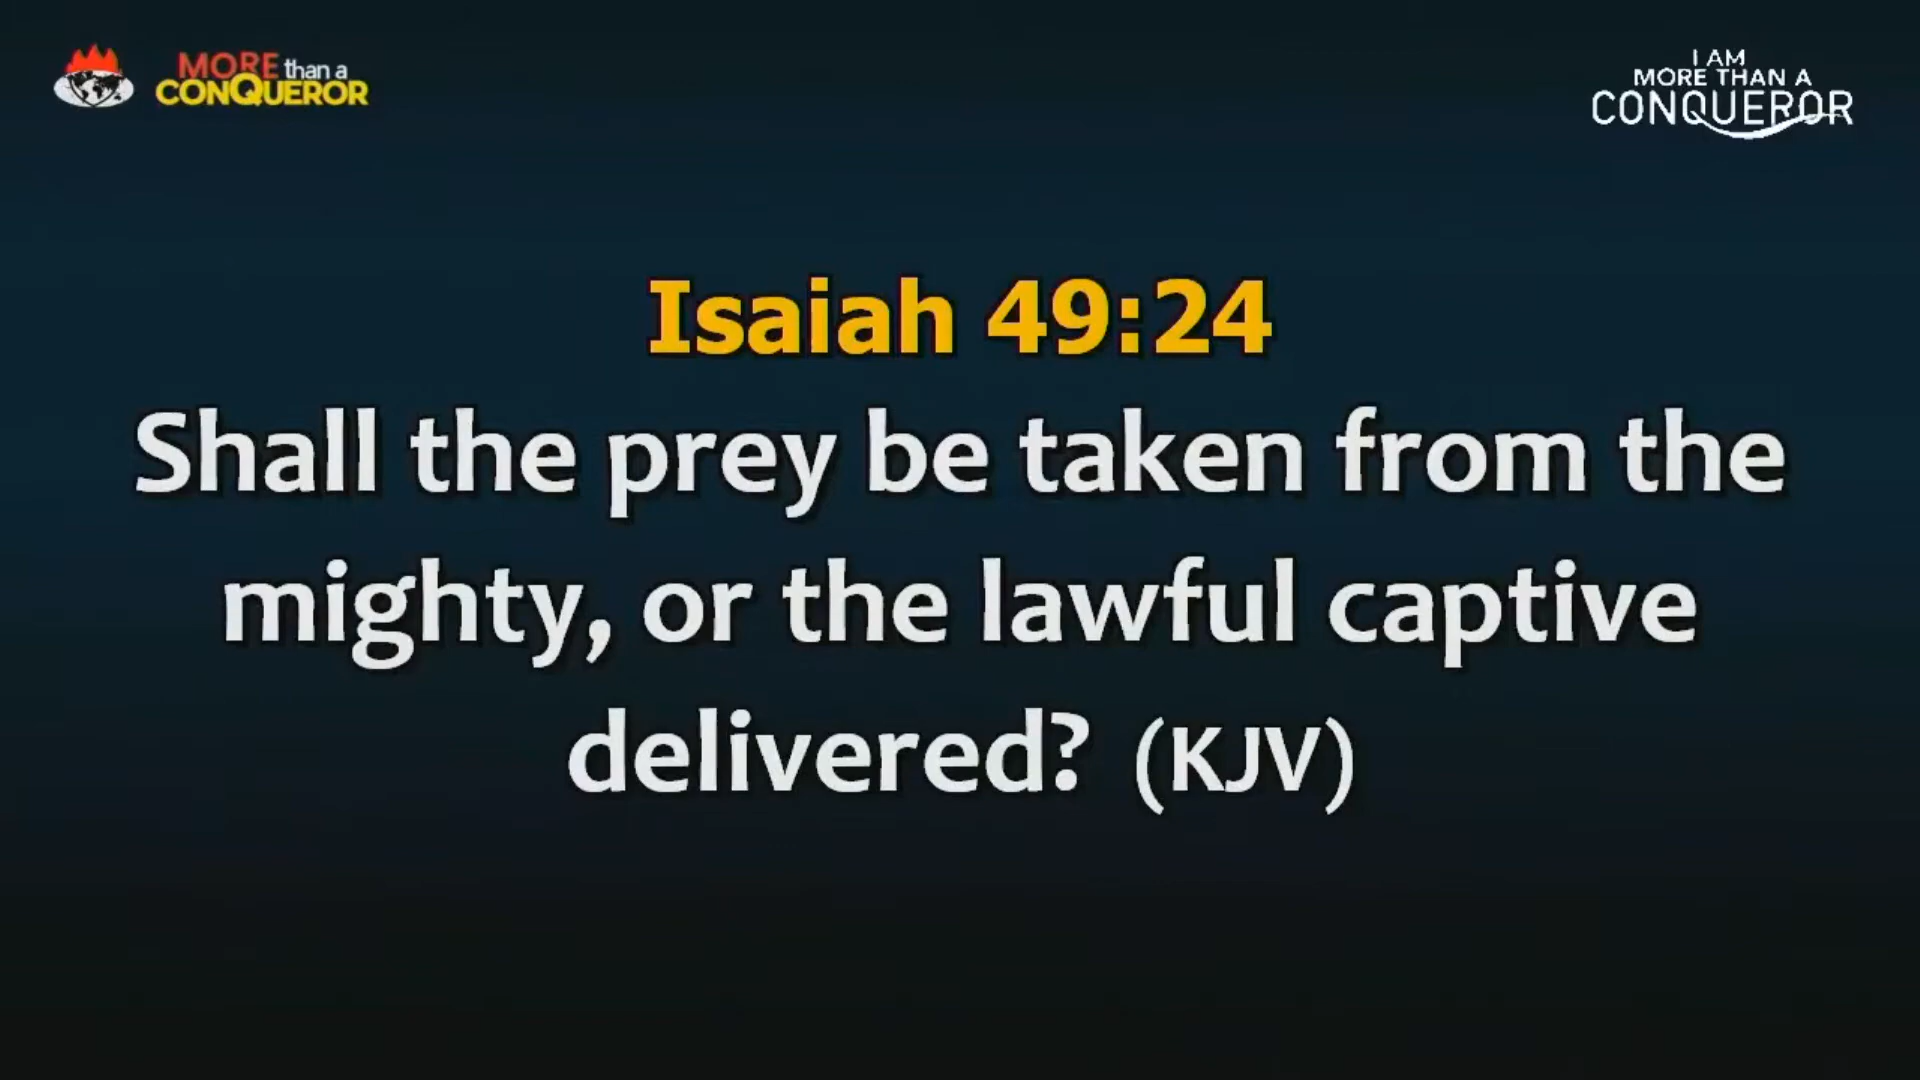 MORE than a
CONQUEROR
I AM
MORE THAN A
CONQUEROR
Isaiah 49:24
Shall the prey be taken from the
mighty, or the lawful captive
delivered? (KJV)